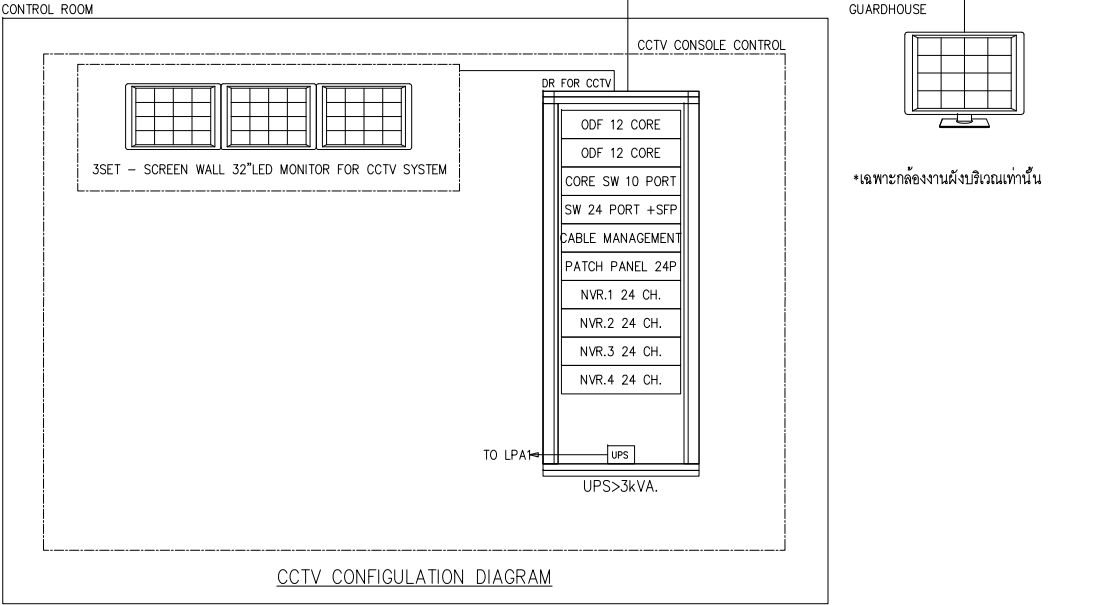 CONTROL ROOM
GUARDHOUSE
CCTV CONSOLE CONTROL
DR FOR CCTV
3SET – SCREEN WALL 32"LED MONITOR FOR CCTV SYSTEM
ODF 12 CORE
ODF 12 CORE
CORE SW 10 PORT
SW 24 PORT +SFP
CABLE MANAGEMENT
PATCH PANEL 24P
NVR.1 24 CH.
NVR.2 24 CH.
NVR.3 24 CH.
NVR.4 24 CH.
*เฉพาะกล้องงานผังบริเวณเท่านั้น
TO LPA1
UPS
UPS>3kVA.
CCTV CONFIGULATION DIAGRAM